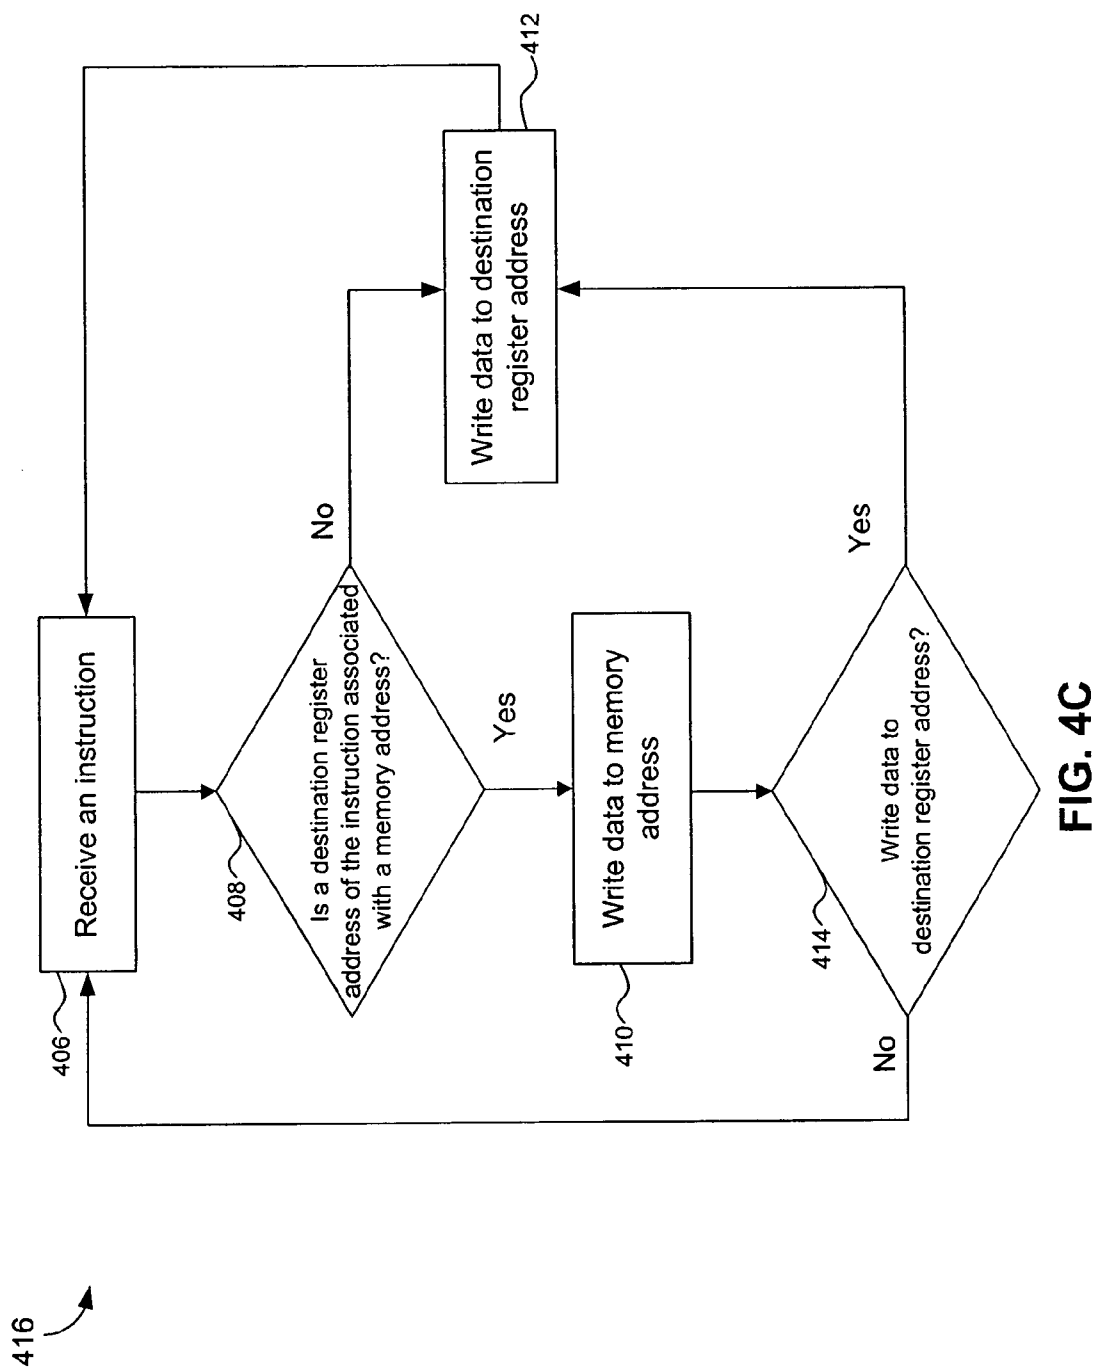 416
406
Receive an instruction
408
Is a destination register
address of the instruction associated
with a memory address?
No
Yes
410
Write data to memory
address
412
Write data to destination
register address
414
Write data to
destination register address?
No
Yes
FIG. 4C